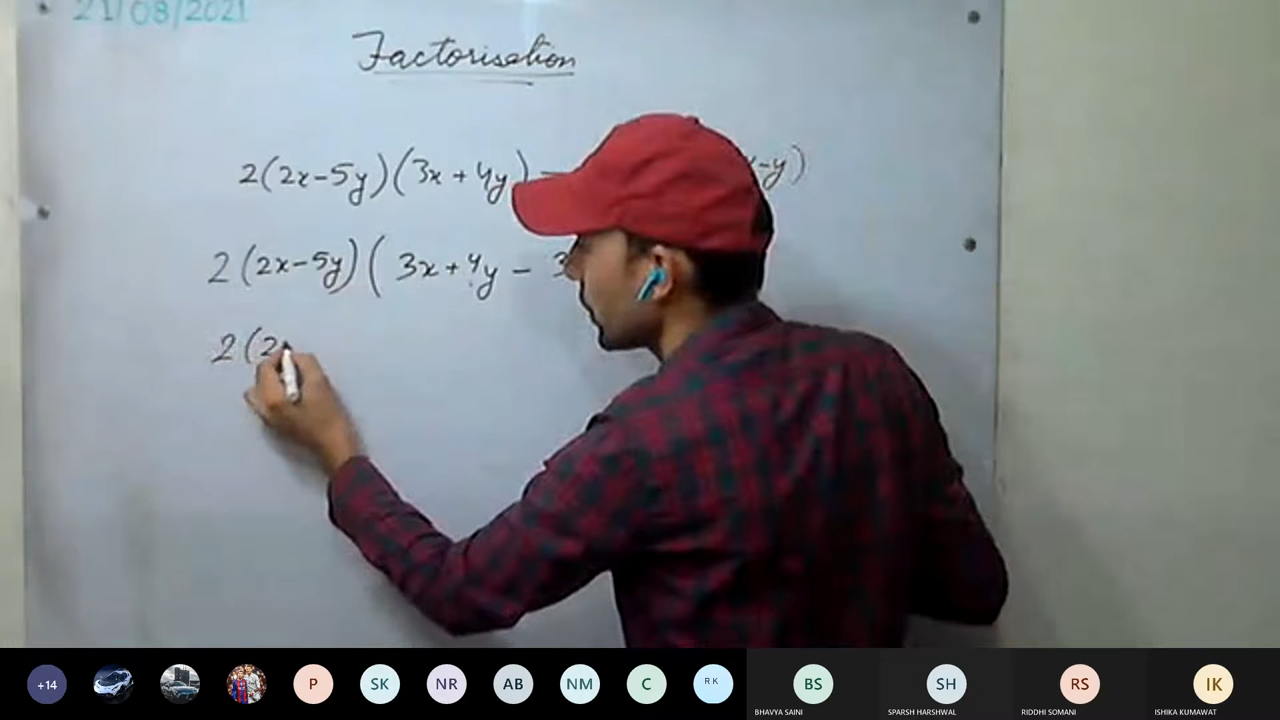 21/08/2021
Factorisation
2(2x-5y)(3x+4y) - -y)
2(2x-5y)(3x+4y - 3
2(2
+14
P
SK
NR
AB
NM
C
RK
BS
SH
RS
IK
BHAVYA SAINI
SPARSH HARSHWAL
RIDDHI SOMANI
ISHIKA KUMAWAT